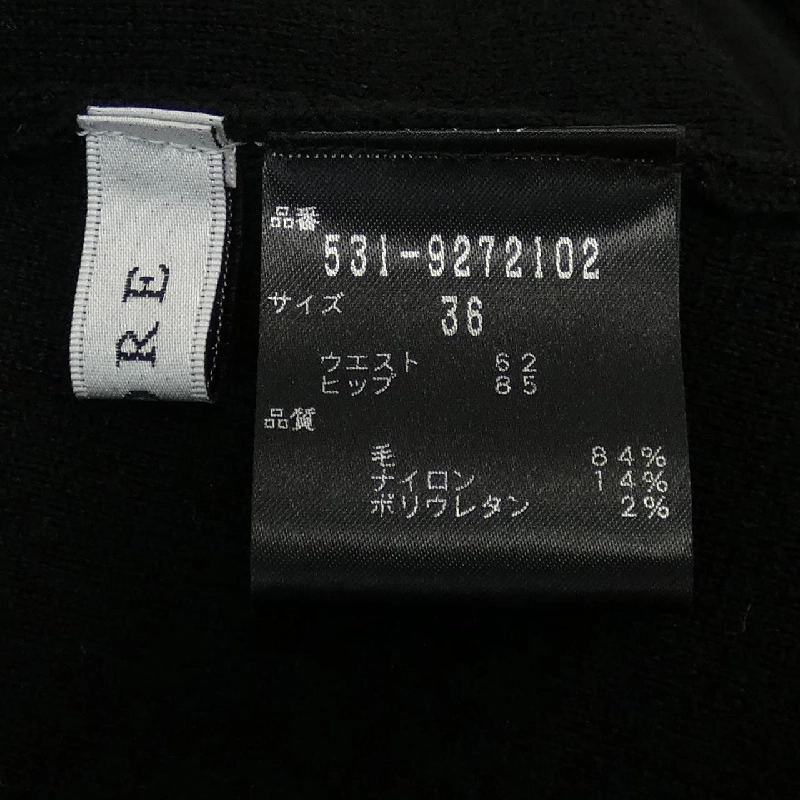 RE
品番
531-9272102
サイズ
36
ウエスト 62
ヒップ 85
品質
毛 84%
ナイロン 14%
ポリウレタン 2%